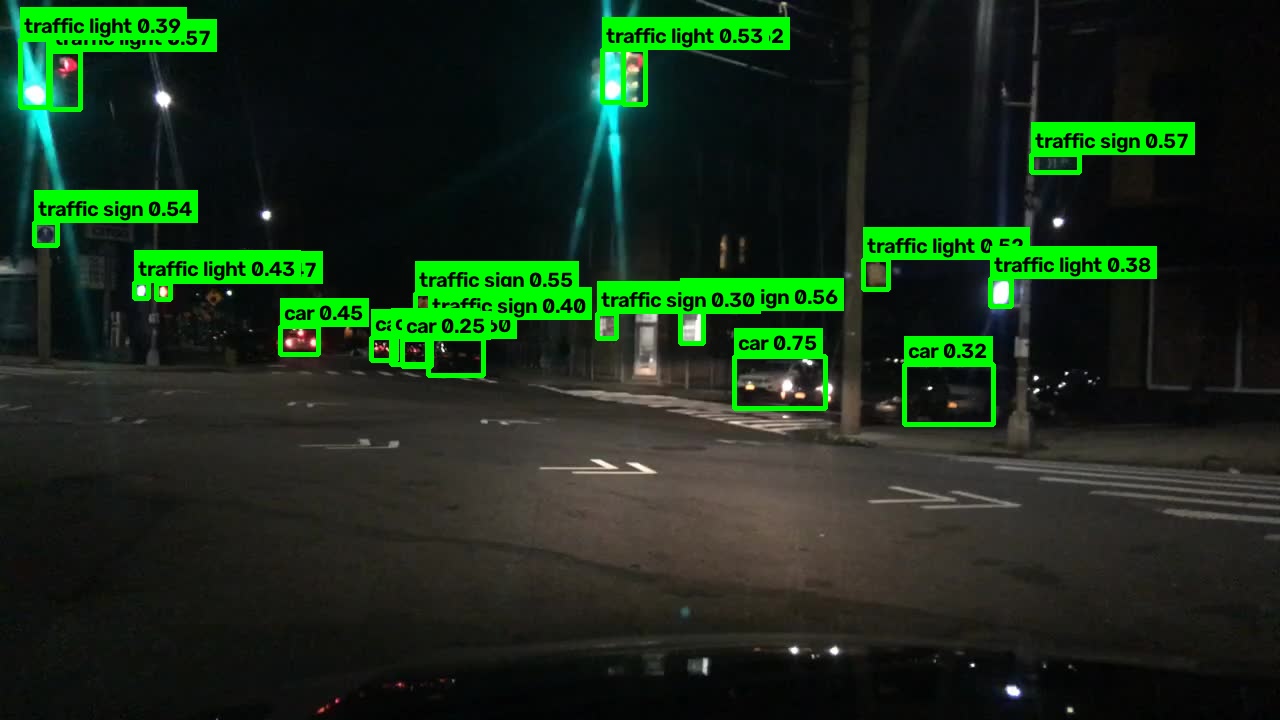 traffic light 0.39
traffic light 0.57
traffic light 0.53
2
traffic sign 0.57
traffic sign 0.54
traffic light 0.52
traffic light 0.43
7
traffic light 0.38
traffic sign 0.55
traffic sign 0.40
traffic sign 0.30
ign 0.56
car 0.45
car 0.25
car 0.75
car 0.32